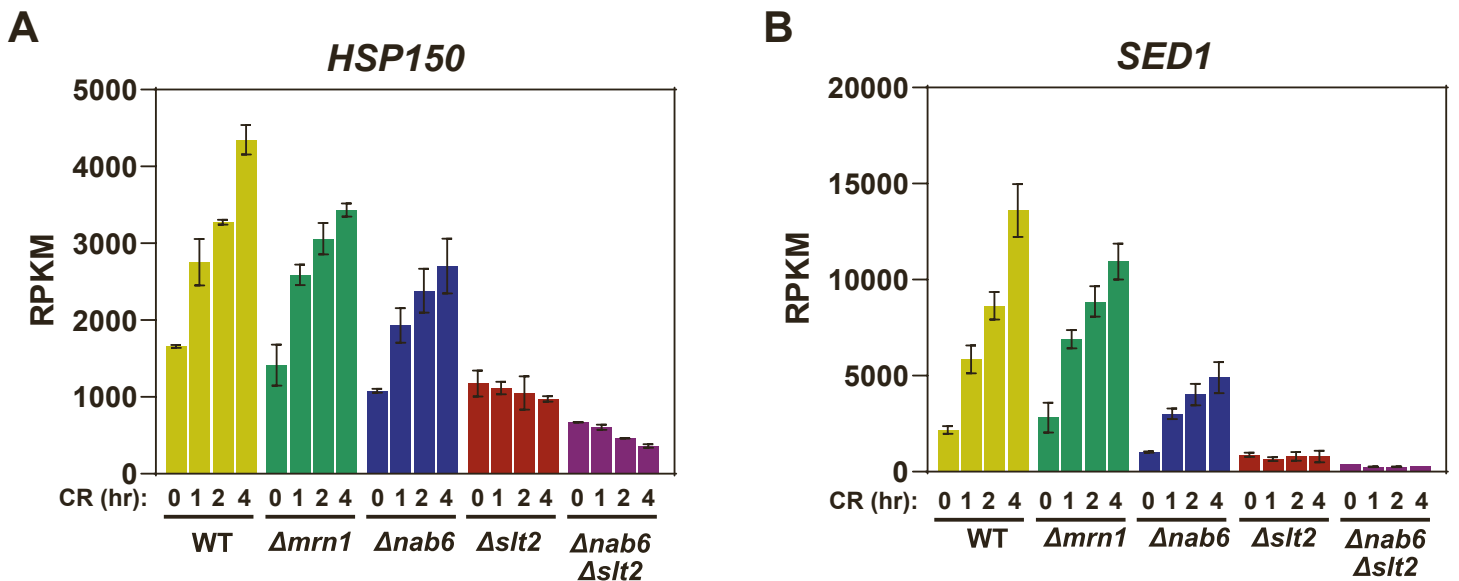 A
HSP150
RPKM
5000
4000
3000
2000
1000
0
CR (hr): 0 1 2 4 0 1 2 4 0 1 2 4 0 1 2 4 0 1 2 4
WT Δmrn1 Δnab6 Δslt2 Δnab6
Δslt2
B
SED1
RPKM
20000
15000
10000
5000
0
CR (hr): 0 1 2 4 0 1 2 4 0 1 2 4 0 1 2 4 0 1 2 4
WT Δmrn1 Δnab6 Δslt2 Δnab6
Δslt2